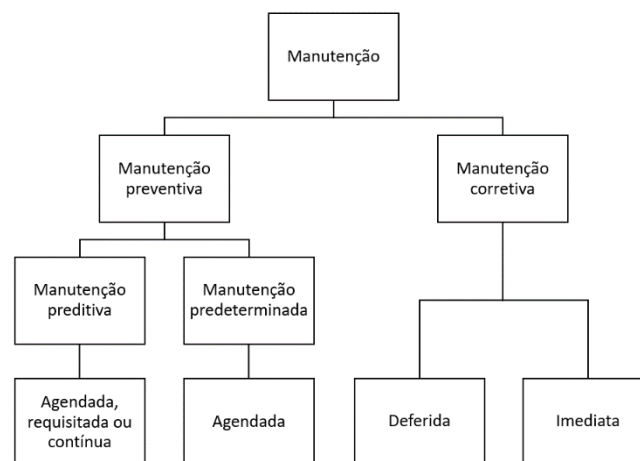 Manutenção
Manutenção
preventiva
Manutenção
corretiva
Manutenção
preditiva
Manutenção
predeterminada
Agendada,
requisitada ou
contínua
Agendada
Deferida
Imediata